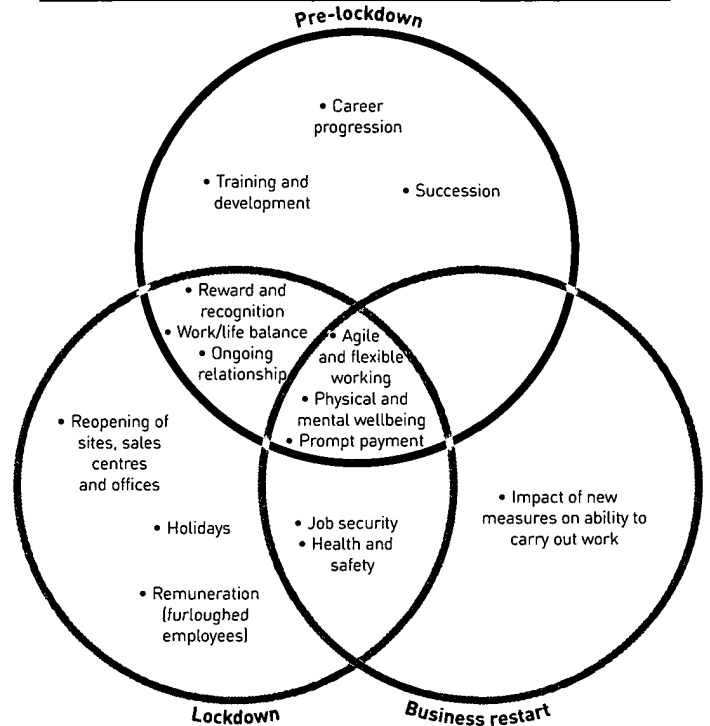 Pre-lockdown
• Career
progression
• Training and
development
• Succession
• Reward and
recognition
• Work/life balance
• Ongoing
relationship
• Agile
and flexible
working
• Physical and
mental wellbeing
• Prompt payment
• Reopening of
sites, sales
centres
and offices
• Holidays
• Remuneration
(furloughed
employees)
• Job security
• Health and
safety
• Impact of new
measures on ability to
carry out work
Lockdown
Business restart